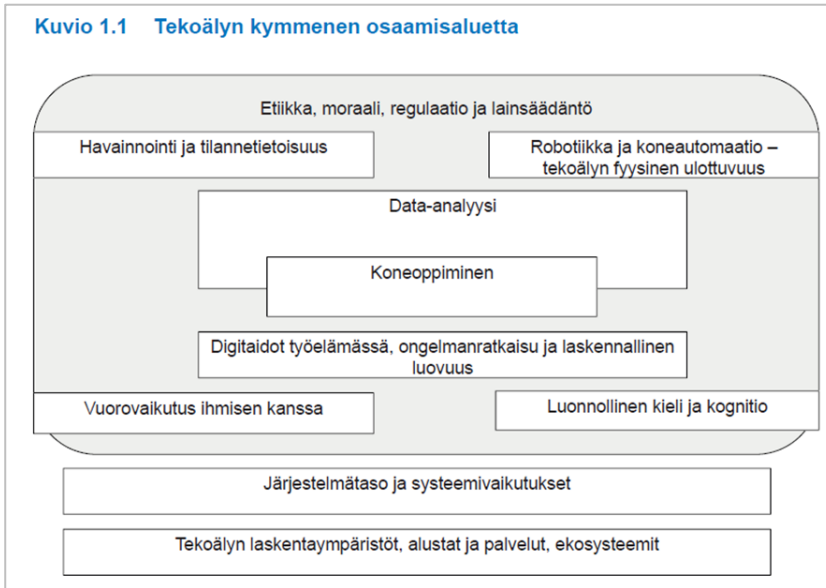 Kuvio 1.1 Tekoälyn kymmenen osaamisaluetta
Etiikka, moraali, regulaatio ja lainsäädäntö
Havainnointi ja tilannetietoisuus
Robotiikka ja koneautomaatio –
tekoälyn fyysinen ulottuvuus
Data-analyysi
Koneoppiminen
Digitaidot työelämässä, ongelmanratkaisu ja laskennallinen
luovuus
Vuorovaikutus ihmisen kanssa
Luonnollinen kieli ja kognitio
Järjestelmätaso ja systeemivaikutukset
Tekoälyn laskentaympäristöt, alustat ja palvelut, ekosysteemit